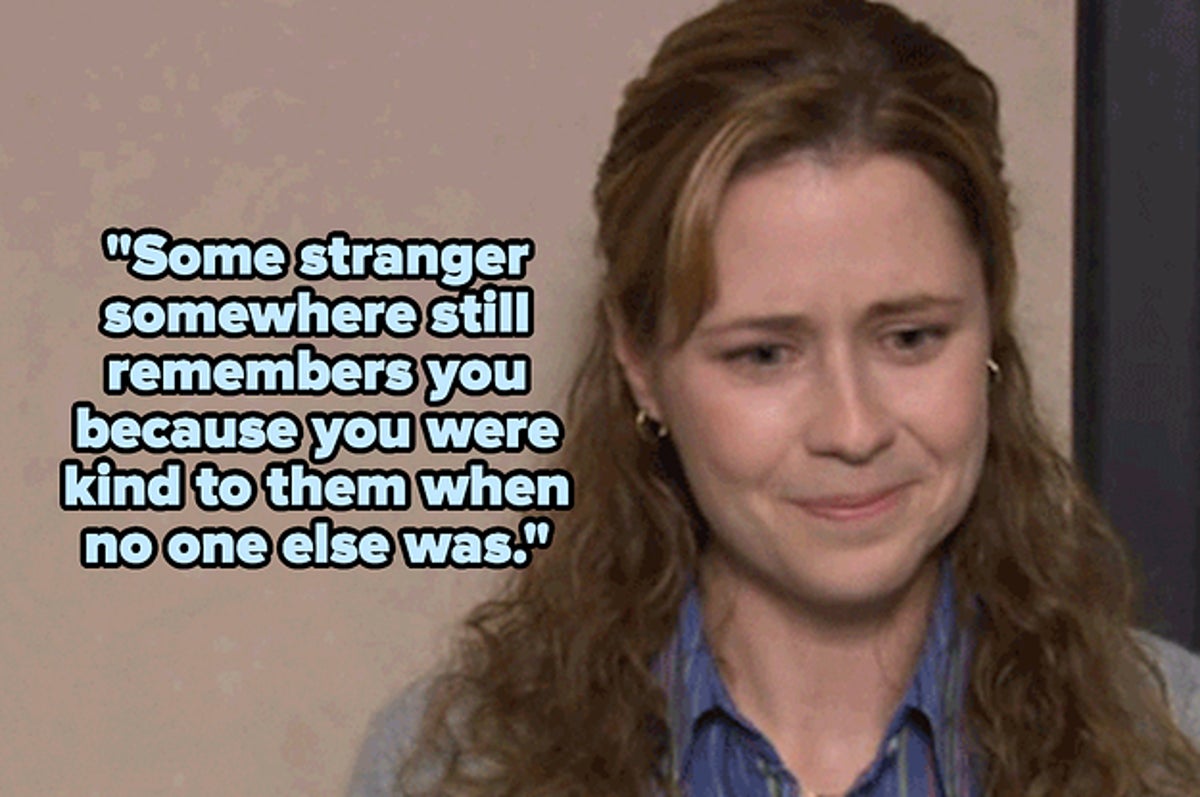 "Some stranger
somewhere still
remembers you
because you were
kind to them when
no one else was."